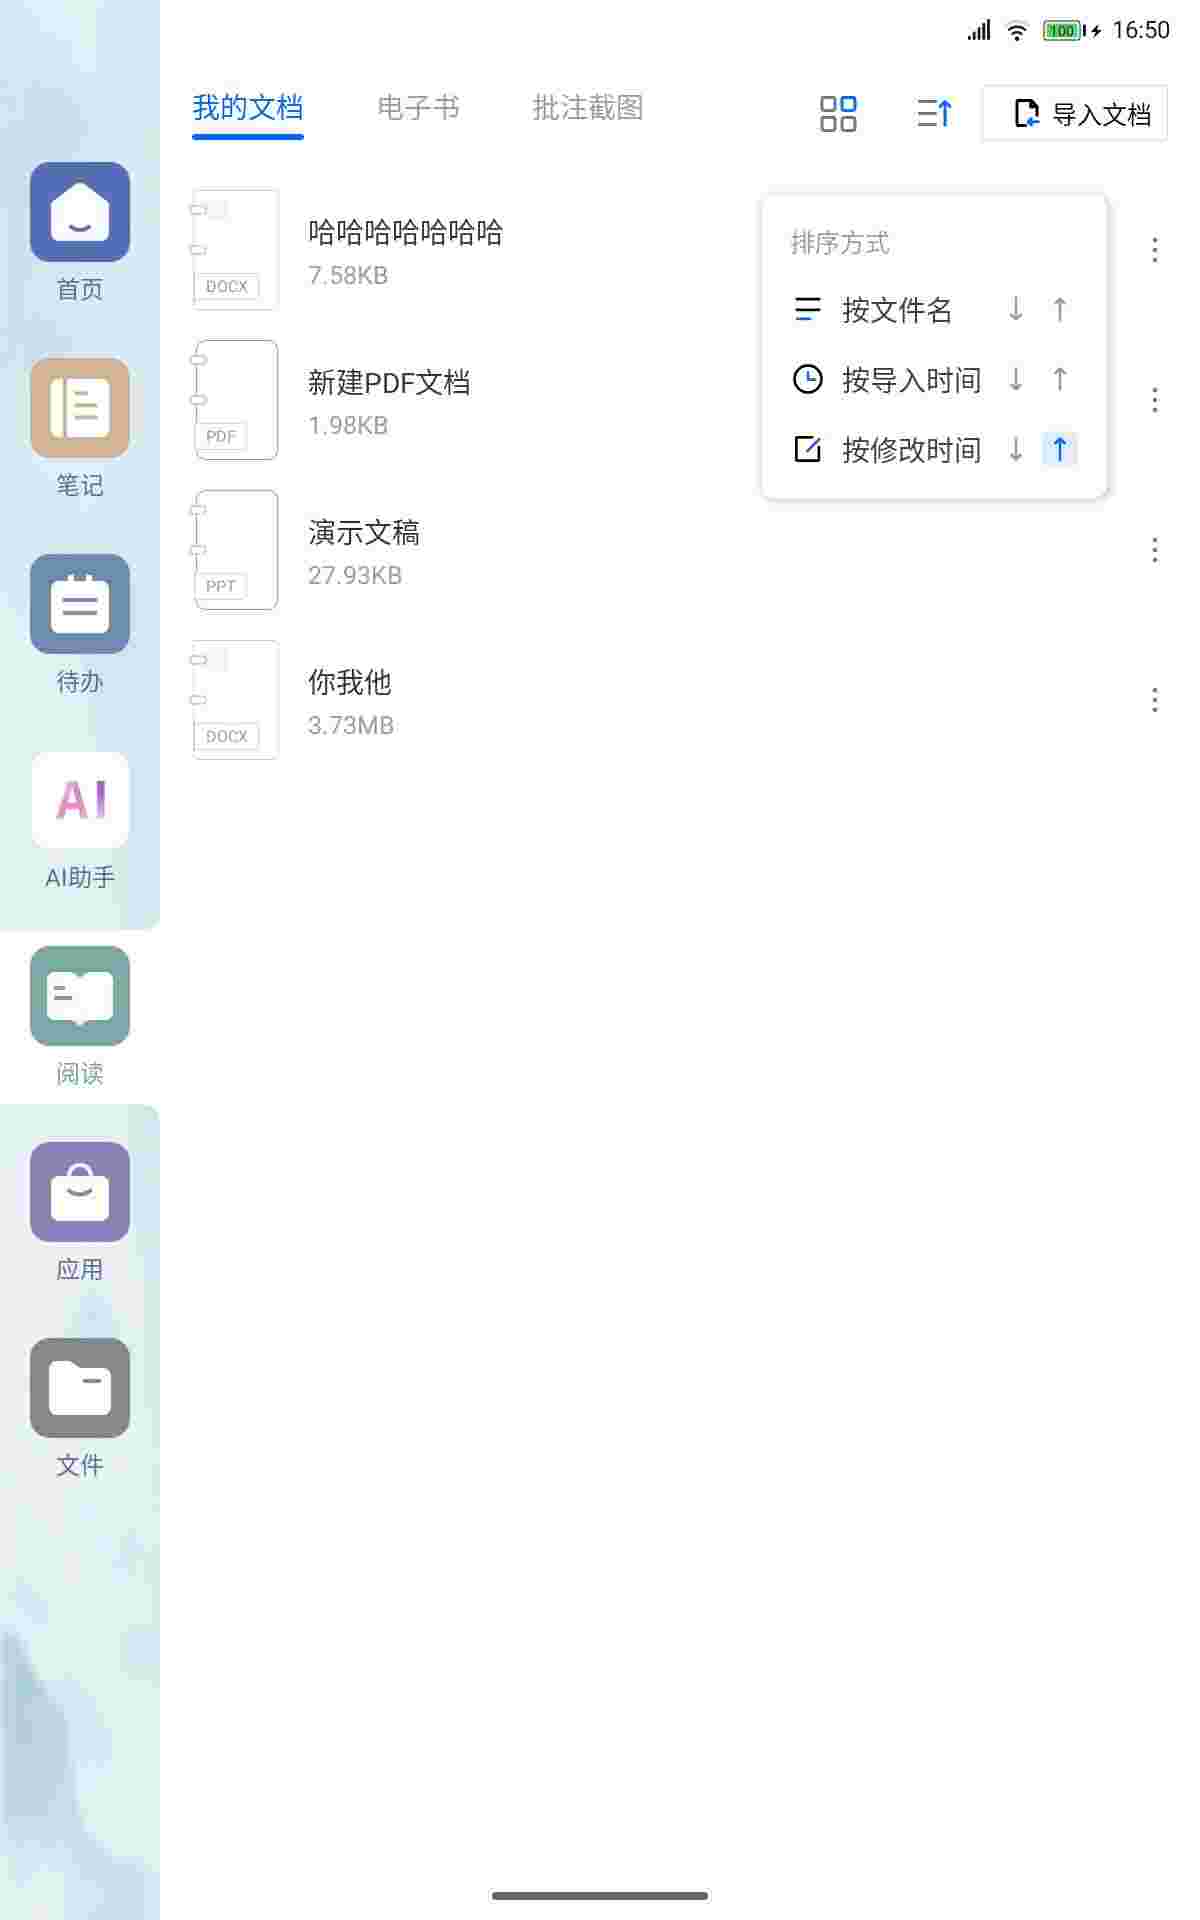 100 16:50
我的文档 电子书 批注截图 导入文档
哈哈哈哈哈哈哈
7.58KB
DOCX
新建PDF文档
1.98KB
PDF
演示文稿
27.93KB
PPT
你我他
3.73MB
DOCX
排序方式
按文件名
按导入时间
按修改时间
首页
笔记
待办
AI
AI助手
阅读
应用
文件